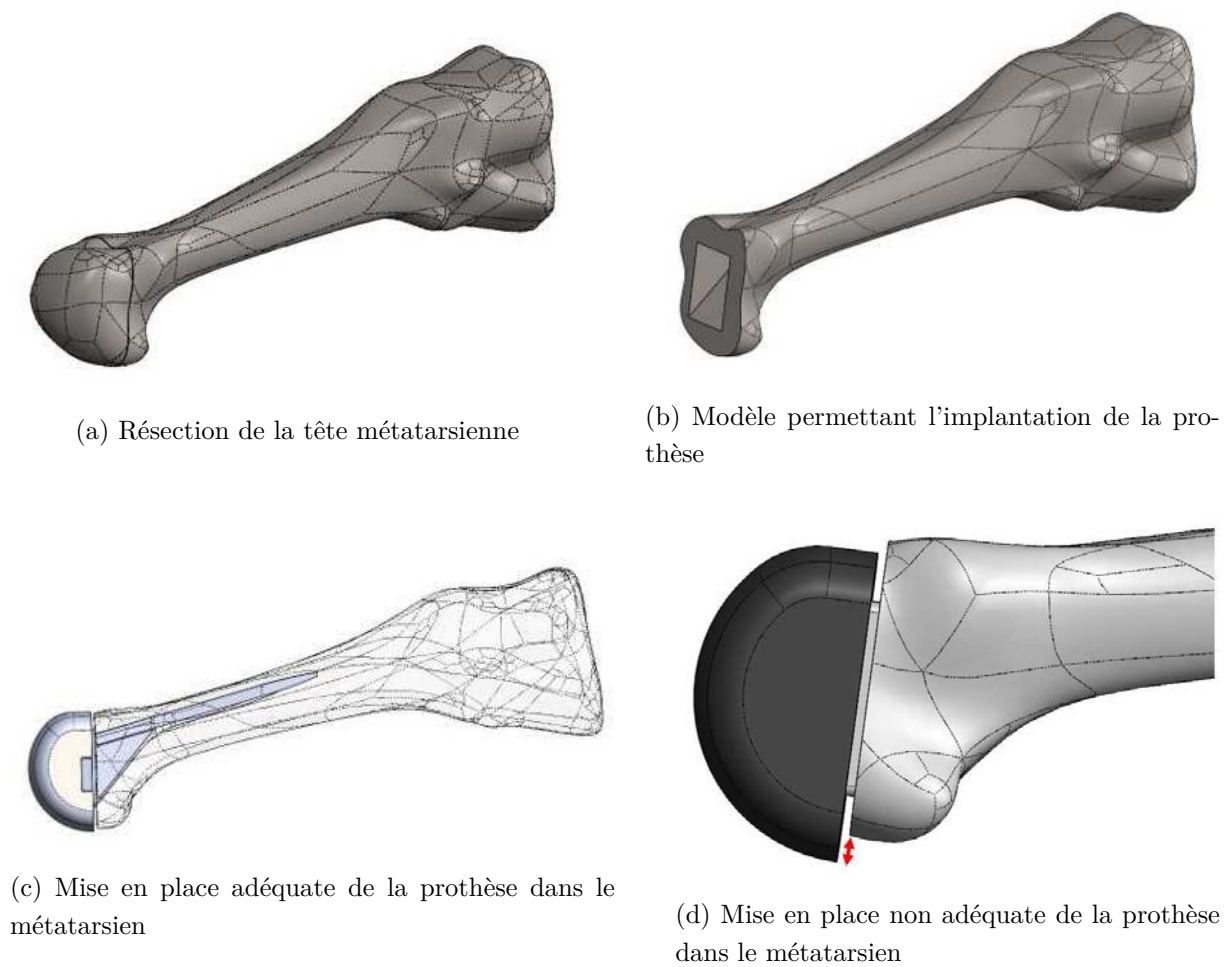 (a) Résection de la tête métatarsienne
(b) Modèle permettant l'implantation de la pro-
thèse
(c) Mise en place adéquate de la prothèse dans le
métatarsien
(d) Mise en place non adéquate de la prothèse
dans le métatarsien